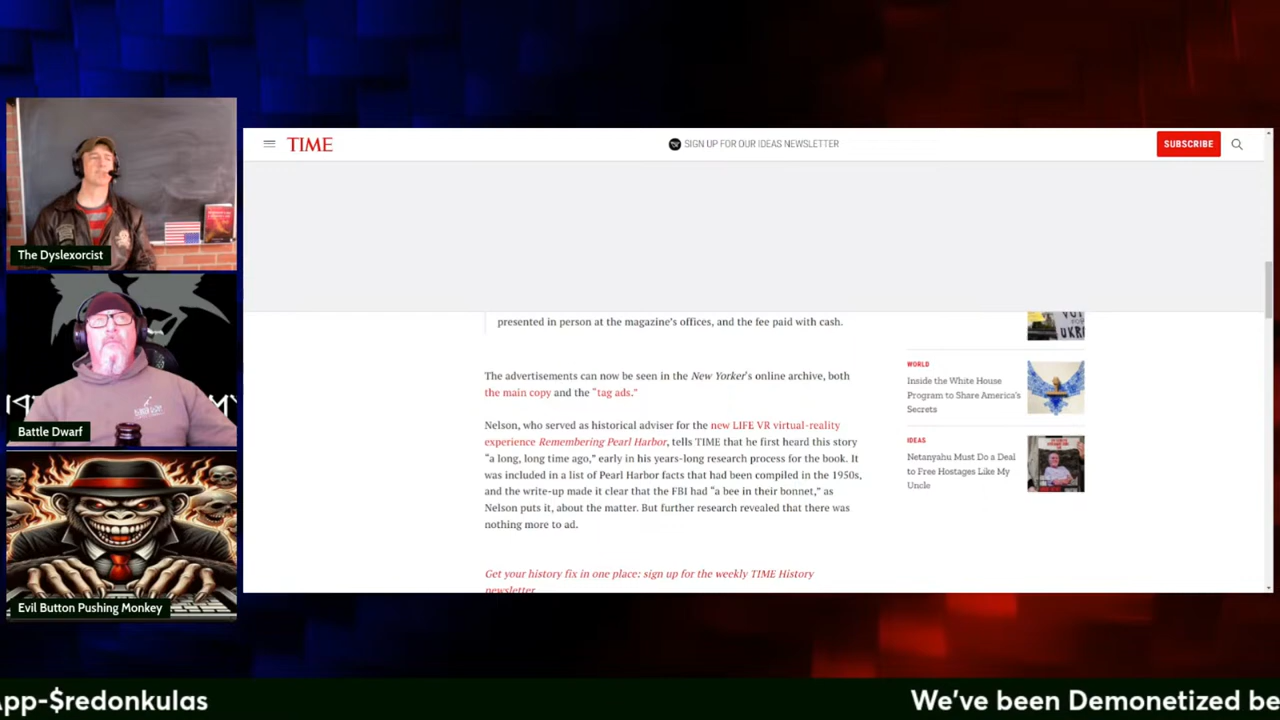 The Dyslexorcist
Battle Dwarf
Evil Button Pushing Monkey
TIME
SIGN UP FOR OUR IDEAS NEWSLETTER
SUBSCRIBE
presented in person at the magazine's offices, and the fee paid with cash.
The advertisements can now be seen in the New Yorker's online archive, both
the main copy and the "tag ads."
Nelson, who served as historical adviser for the new LIFE VR virtual-reality
experience Remembering Pearl Harbor, tells TIME that he first heard this story
"a long, long time ago," early in his years-long research process for the book. It
was included in a list of Pearl Harbor facts that had been compiled in the 1950s,
and the write-up made it clear that the FBI had "a bee in their bonnet," as
Nelson puts it, about the matter. But further research revealed that there was
nothing more to ad.
Get your history fix in one place: sign up for the weekly TIME History
newsletter
WORLD
Inside the White House
Program to Share America's
Secrets
IDEAS
Netanyahu Must Do a Deal
to Free Hostages Like My
Uncle
App-$redonkulas
We've been Demonetized be